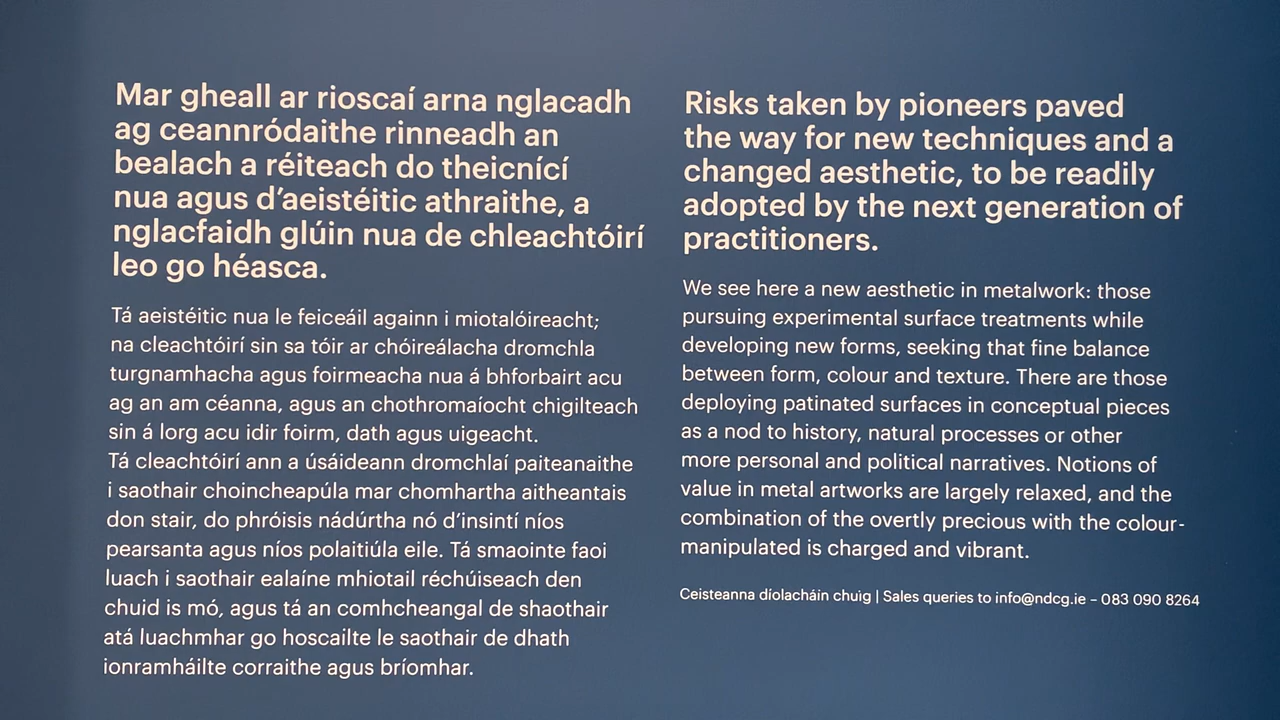 Mar gheall ar rioscaí arna nglacadh
ag ceannródaithe rinneadh an
bealach a réiteach do theicnící
nua agus d’aeistéitic athraithe, a
nglacfaidh glúin nua de chleachtóirí
leo go héasca.
Tá aeistéitic nua le feiceáil againn i miotalóireacht;
na cleachtóirí sin sa tóir ar chóireálacha dromchla
turgnamhacha agus foirmeacha nua á bhforbairt acu
ag an am céanna, agus an chothromaíocht chigilteach
sin á lorg acu idir foirm, dath agus uigeacht.
Tá cleachtóirí ann a úsáideann dromchlaí paiteanaithe
i saothair choincheapúla mar chomhartha aitheantais
don stair, do phróisis nádúrtha nó d’insintí níos
pearsanta agus níos polaitiúla eile. Tá smaointe faoi
luach i saothair ealaíne mhiotail réchúiseach den
chuid is mó, agus tá an comhcheangal de shaothair
atá luachmhar go hoscailte le saothair de dhath
ionramháilte corraithe agus bríomhar.
Risks taken by pioneers paved
the way for new techniques and a
changed aesthetic, to be readily
adopted by the next generation of
practitioners.
We see here a new aesthetic in metalwork: those
pursuing experimental surface treatments while
developing new forms, seeking that fine balance
between form, colour and texture. There are those
deploying patinated surfaces in conceptual pieces
as a nod to history, natural processes or other
more personal and political narratives. Notions of
value in metal artworks are largely relaxed, and the
combination of the overtly precious with the colour-
manipulated is charged and vibrant.
Ceisteanna díolacháin chuig | Sales queries to info@ndcg.ie – 083 090 8264